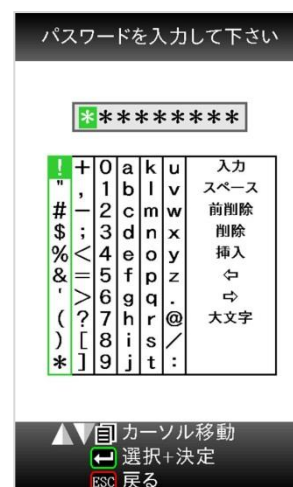 パスワードを入力して下さい
*********
! + 0 a k u 入力
" , 1 b l v スペース
# − 2 c m w 前削除
$ ; 3 d n x 削除
% < 4 e o y 挿入
& = 5 f p z ⇦
' > 6 g q . ⇨
( ? 7 h r @ 大文字
) [ 8 i s /
* ] 9 j t :
カーソル移動
選択+決定
ESC 戻る